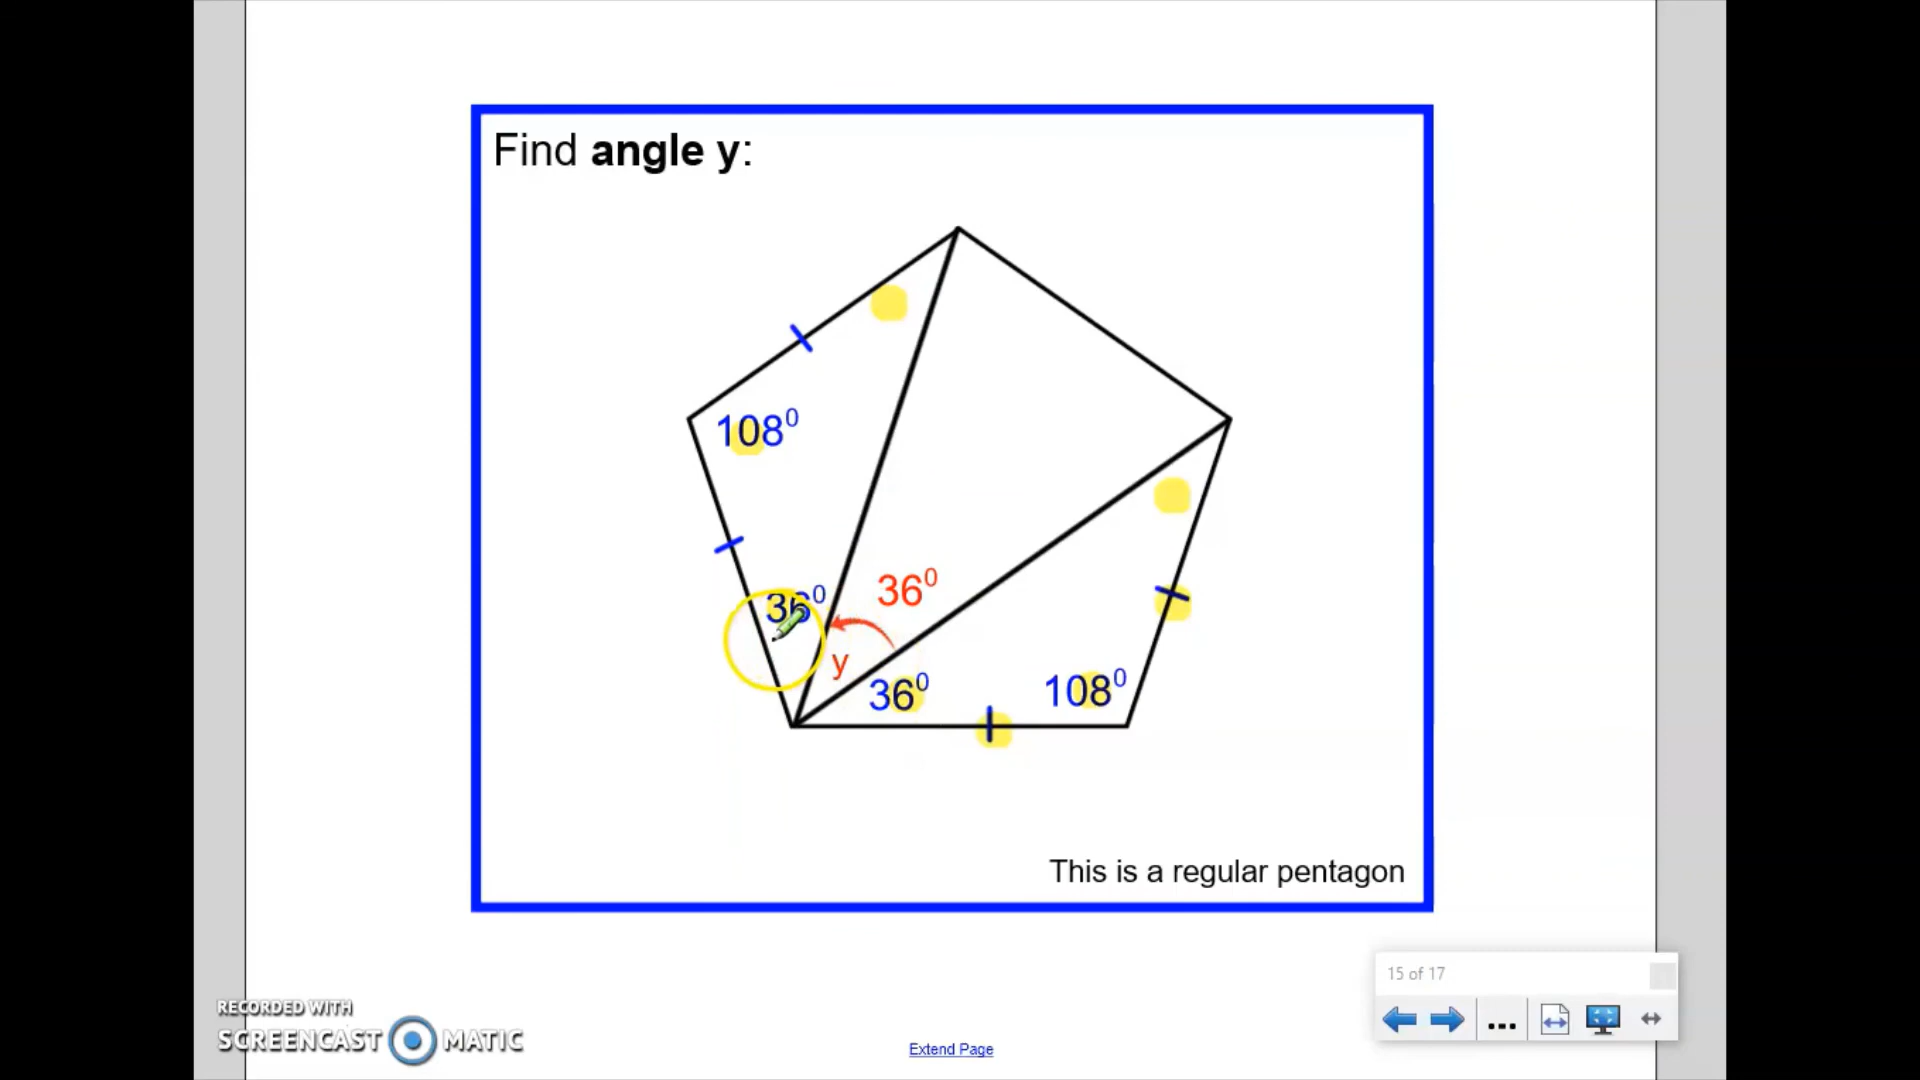 Find angle y:
108⁰
36⁰
36⁰
y
36⁰
108⁰
This is a regular pentagon
15 of 17
...
RECORDED WITH
SCREENCAST MATIC
Extend Page